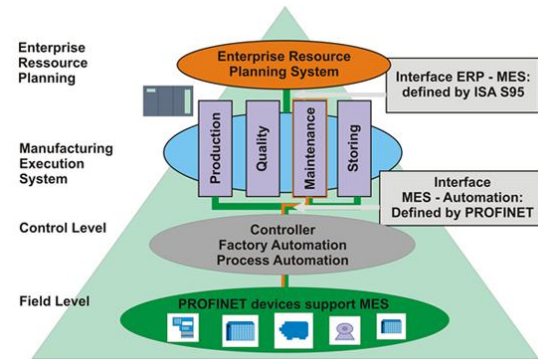 Enterprise
Ressource
Planning
Enterprise Resource
Planning System
Interface ERP - MES:
defined by ISA S95
Manufacturing
Execution
System
Production
Quality
Maintenance
Storing
Interface
MES - Automation:
Defined by PROFINET
Control Level
Controller
Factory Automation
Process Automation
Field Level
PROFINET devices support MES